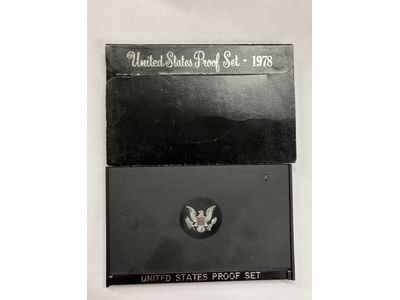 United States Proof Set · 1978
UNITED STATES PROOF SET